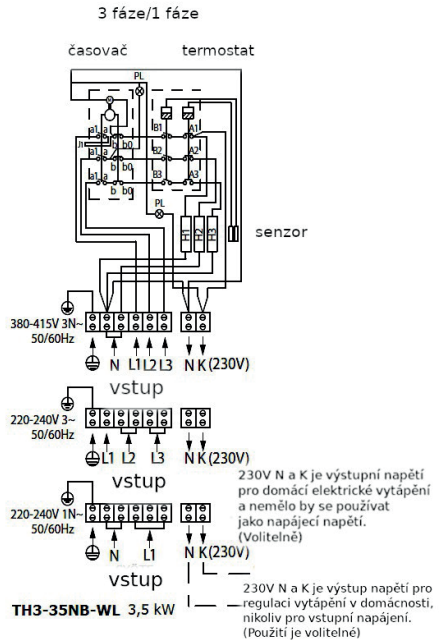 3 fáze/1 fáze
časovač
termostat
PL
M
a1 a
B1
A1
J1
b b0
a1 a
B2
A2
b b0
a1 a
B3
A3
b b0
PL
H1
H2
H3
senzor
380-415V 3N~
50/60Hz
N L1 L2 L3 N K (230V)
vstup
220-240V 3~
50/60Hz
L1 L2 L3 N K (230V)
vstup
230V N a K je výstupní napětí
pro domácí elektrické vytápění
a nemělo by se používat
jako napájecí napětí.
(Volitelně)
220-240V 1N~
50/60Hz
N L1 N K (230V)
vstup
230V N a K je výstup napětí pro
regulaci vytápění v domácnosti,
nikoliv pro vstupní napájení.
(Použití je volitelné)
TH3-35NB-WL 3,5 kW